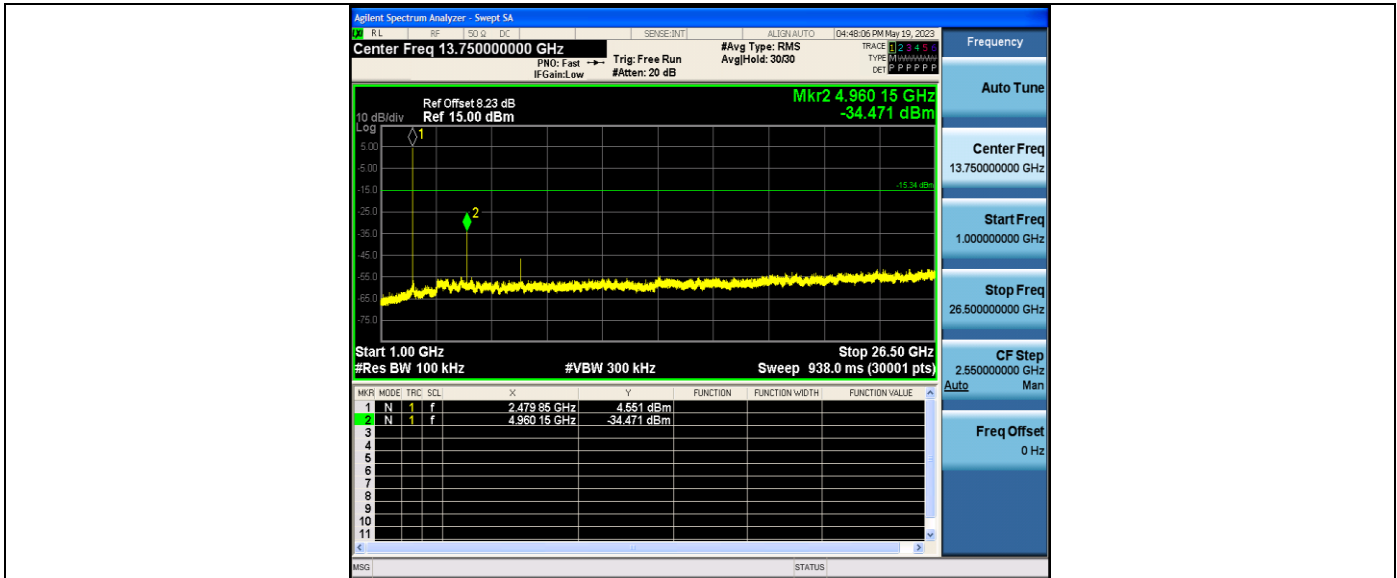 Agilent Spectrum Analyzer - Swept SA
RL RF 50 Ω DC SENSE:INT ALIGN AUTO 04:48:06 PM May 19, 2023
Center Freq 13.750000000 GHz
PNO: Fast
IFGain:Low
Trig: Free Run
#Atten: 20 dB
#Avg Type: RMS
Avg|Hold: 30/30
TRACE 1 2 3 4 5 6
TYPE M WWWWW
DET P P P P P P
Frequency
Mkr2 4.960 15 GHz
-34.471 dBm
Ref Offset 8.23 dB
10 dB/div Ref 15.00 dBm
Log
1
5.00
-5.00
-15.0
-15.34 dBm
-25.0
2
-35.0
-45.0
-55.0
-65.0
-75.0
Start 1.00 GHz Stop 26.50 GHz
#Res BW 100 kHz #VBW 300 kHz Sweep 938.0 ms (30001 pts)
MKR MODE TRC SCL X Y FUNCTION FUNCTION WIDTH FUNCTION VALUE
1 N 1 f 2.479 85 GHz 4.551 dBm
2 N 1 f 4.960 15 GHz -34.471 dBm
3
4
5
6
7
8
9
10
11
MSG STATUS
Auto Tune
Center Freq
13.750000000 GHz
Start Freq
1.000000000 GHz
Stop Freq
26.500000000 GHz
CF Step
2.550000000 GHz
Auto Man
Freq Offset
0 Hz